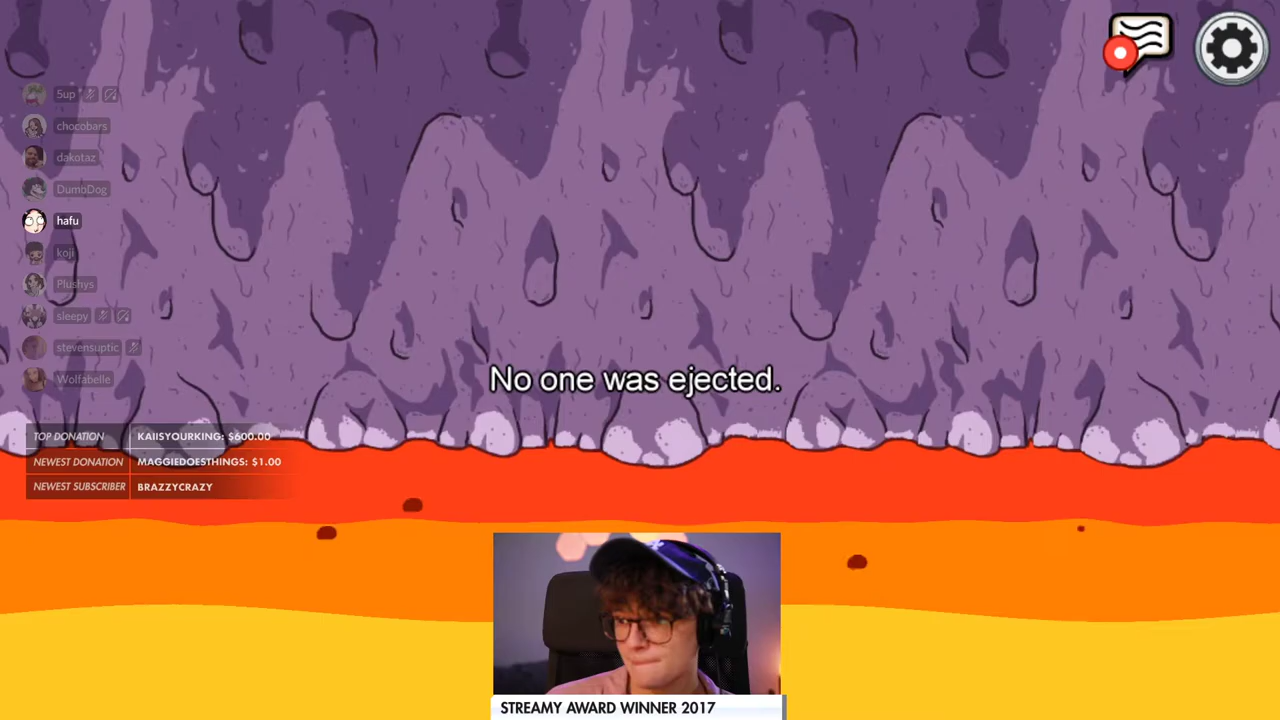 5up
chocobars
dakotaz
DumbDog
hafu
koji
Plushys
sleepy
stevensuptic
Wolfabelle
No one was ejected.
TOP DONATION KAIISYOURKING: $600.00
NEWEST DONATION MAGGIEDOESTHINGS: $1.00
NEWEST SUBSCRIBER BRAZZYCRAZY
STREAMY AWARD WINNER 2017